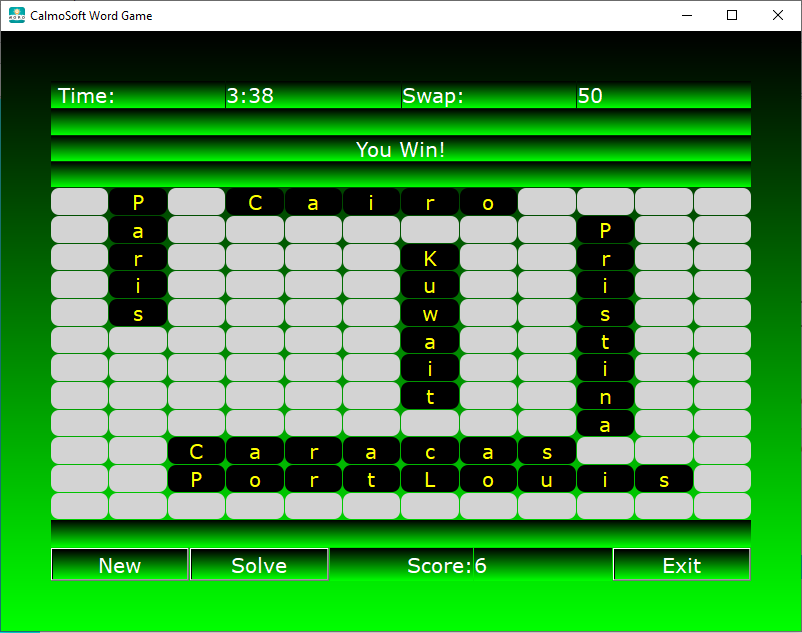 CalmoSoft Word Game
Time: 3:38 Swap: 50
You Win!
P C a i r o
a P
r K r
i u i
s w s
a t
i i
t n
a
C a r a c a s
P o r t L o u i s
New Solve Score:6 Exit